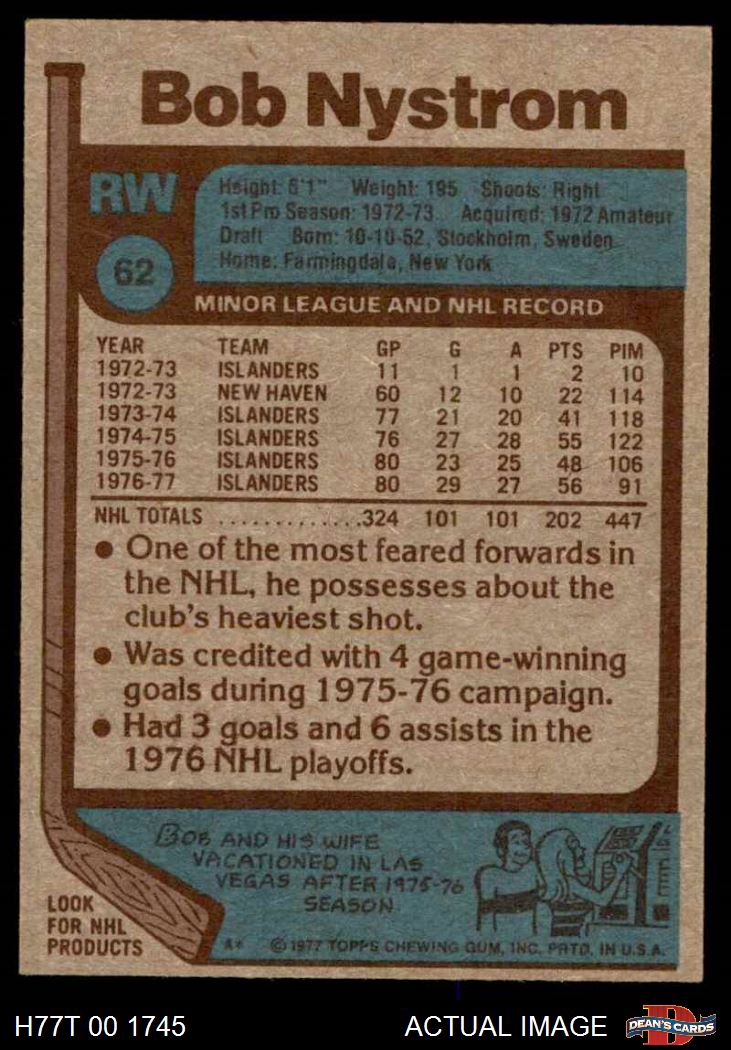 Bob Nystrom
RW
Height: 6'1" Weight: 195 Shoots: Right
1st Pro Season: 1972-73 Acquired: 1972 Amateur
Draft Born: 10-10-52, Stockholm, Sweden
Home: Farmingdale, New York
62
MINOR LEAGUE AND NHL RECORD
YEAR TEAM GP G A PTS PIM
1972-73 ISLANDERS 11 1 1 2 10
1972-73 NEW HAVEN 60 12 10 22 114
1973-74 ISLANDERS 77 21 20 41 118
1974-75 ISLANDERS 76 27 28 55 122
1975-76 ISLANDERS 80 23 25 48 106
1976-77 ISLANDERS 80 29 27 56 91
NHL TOTALS .............324 101 101 202 447
• One of the most feared forwards in
the NHL, he possesses about the
club's heaviest shot.
• Was credited with 4 game-winning
goals during 1975-76 campaign.
• Had 3 goals and 6 assists in the
1976 NHL playoffs.
BOB AND HIS WIFE
VACATIONED IN LAS
VEGAS AFTER 1975-76
SEASON
LOOK
FOR NHL
PRODUCTS
A* © 1977 TOPPS CHEWING GUM, INC. PRTD. IN U.S.A.
H77T 00 1745 ACTUAL IMAGE D DEAN'S CARDS